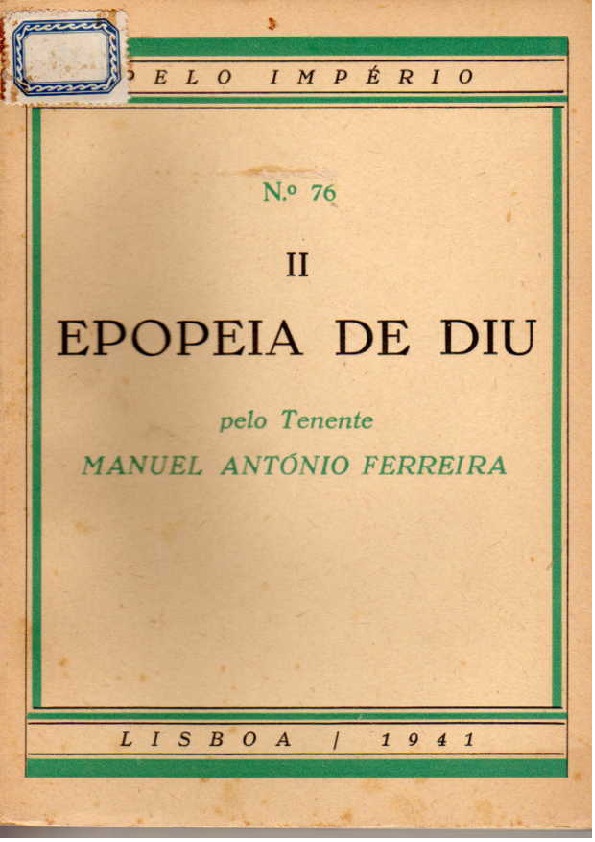 PELO IMPÉRIO
N.º 76
II
EPOPEIA DE DIU
pelo Tenente
MANUEL ANTÓNIO FERREIRA
LISBOA / 1941